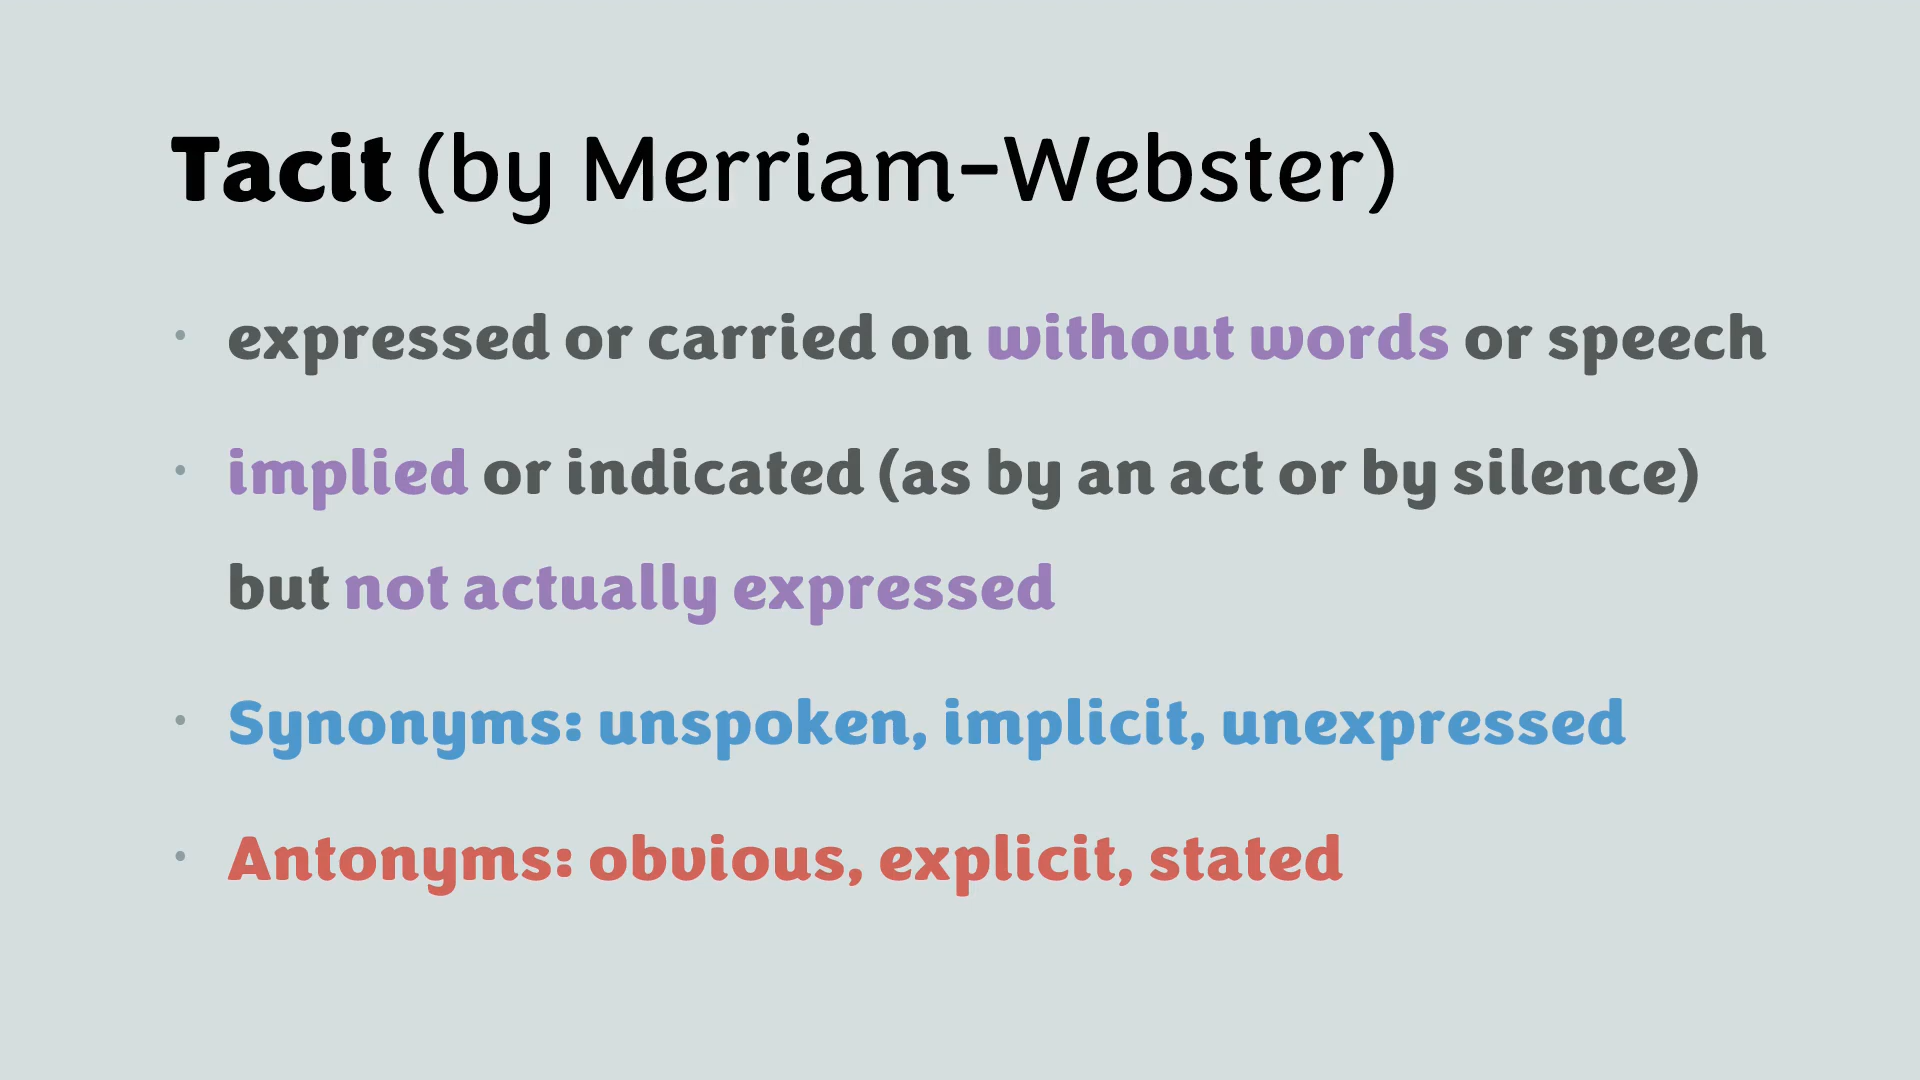 Tacit (by Merriam-Webster)
• expressed or carried on without words or speech
• implied or indicated (as by an act or by silence)
but not actually expressed
• Synonyms: unspoken, implicit, unexpressed
• Antonyms: obvious, explicit, stated